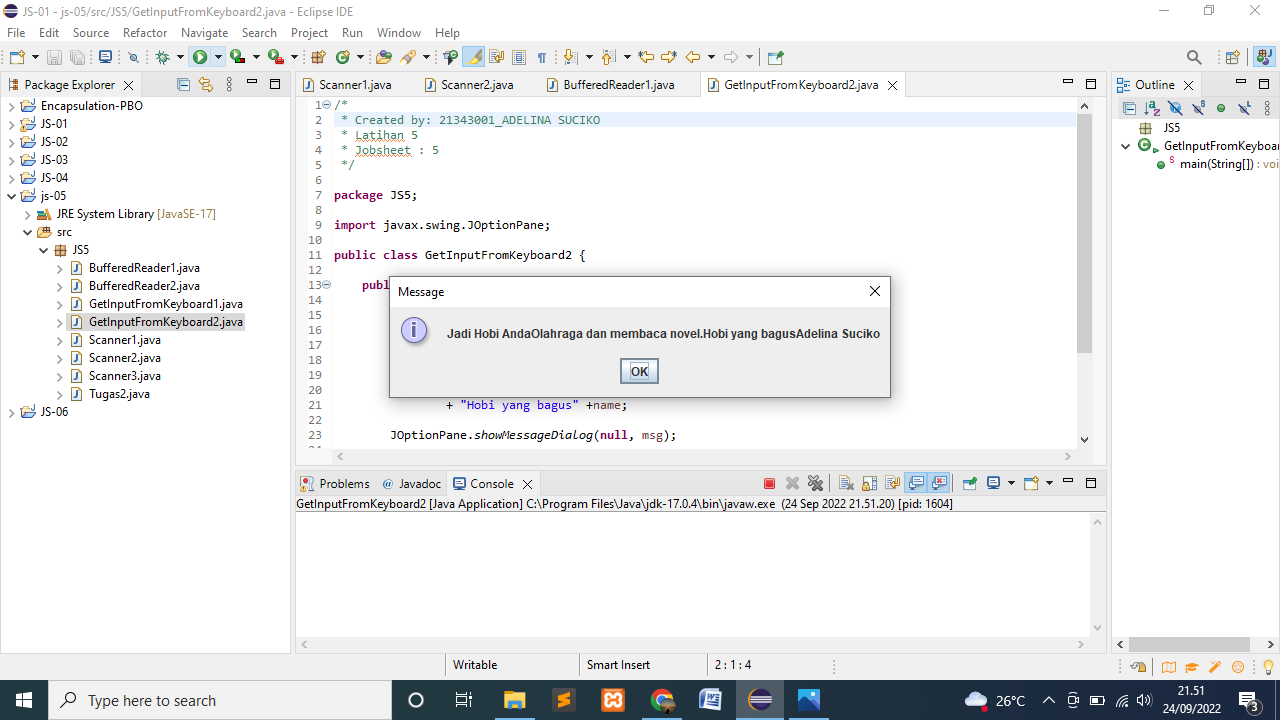 JS-01 - js-05/src/JS5/GetInputFromKeyboard2.java - Eclipse IDE
File Edit Source Refactor Navigate Search Project Run Window Help
Package Explorer
Encapsulation-PBO
JS-01
JS-02
JS-03
JS-04
js-05
JRE System Library [JavaSE-17]
src
JS5
BufferedReader1.java
BufferedReader2.java
GetInputFromKeyboard1.java
GetInputFromKeyboard2.java
Scanner1.java
Scanner2.java
Scanner3.java
Tugas2.java
JS-06
Scanner1.java Scanner2.java BufferedReader1.java GetInputFromKeyboard2.java
1 /*
2 * Created by: 21343001_ADELINA SUCIKO
3 * Latihan 5
4 * Jobsheet : 5
5 */
6
7 package JS5;
8
9 import javax.swing.JOptionPane;
10
11 public class GetInputFromKeyboard2 {
12
13 publ
14
15
16
17
18
19
20
21 + "Hobi yang bagus" +name;
22
23 JOptionPane.showMessageDialog(null, msg);
Message
Jadi Hobi AndaOlahraga dan membaca novel.Hobi yang bagusAdelina Suciko
OK
Outline
JS5
GetInputFromKeyboar
main(String[]) : voi
Problems Javadoc Console
GetInputFromKeyboard2 [Java Application] C:\Program Files\Java\jdk-17.0.4\bin\javaw.exe (24 Sep 2022 21.51.20) [pid: 1604]
Writable Smart Insert 2 : 1 : 4
Type here to search
26°C
21.51
24/09/2022
3